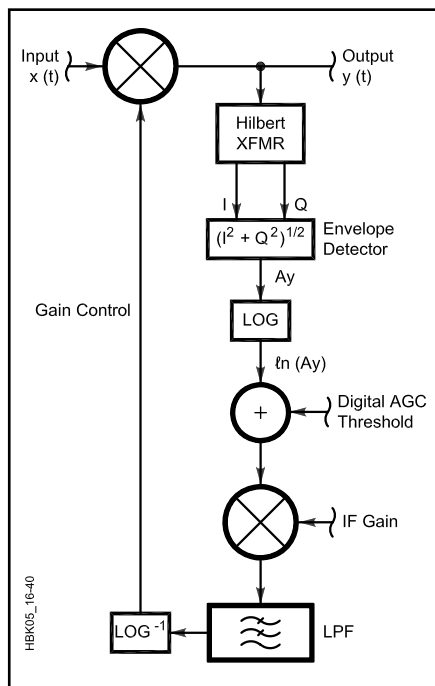 Input
x (t)
Output
y (t)
Hilbert
XFMR
I
Q
(I² + Q²)¹/²
Envelope
Detector
Ay
Gain Control
LOG
ℓn (Ay)
+
Digital AGC
Threshold
IF Gain
LOG⁻¹
LPF
HBK05_16-40